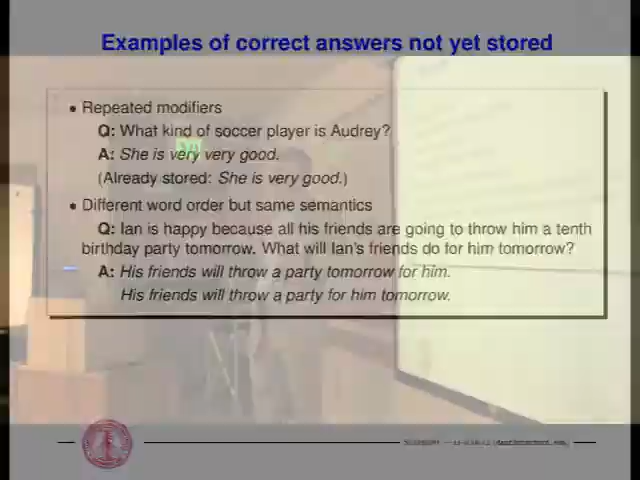 Examples of correct answers not yet stored
• Repeated modifiers
Q: What kind of soccer player is Audrey?
A: She is very very good.
(Already stored: She is very good.)
• Different word order but same semantics
Q: Ian is happy because all his friends are going to throw him a tenth
birthday party tomorrow. What will Ian's friends do for him tomorrow?
A: His friends will throw a party tomorrow for him.
His friends will throw a party for him tomorrow.